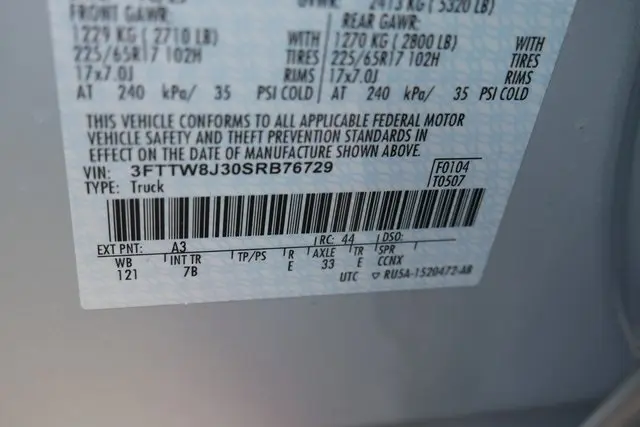 FRONT GAWR:
1229 KG (2710 LB) WITH
225/65R17 102H TIRES
17x7.0J RIMS
AT 240 kPa/ 35 PSI COLD
2413 KG (5320 LB)
REAR GAWR:
1270 KG (2800 LB) WITH
225/65R17 102H TIRES
17x7.0J RIMS
AT 240 kPa/ 35 PSI COLD
THIS VEHICLE CONFORMS TO ALL APPLICABLE FEDERAL MOTOR
VEHICLE SAFETY AND THEFT PREVENTION STANDARDS IN
EFFECT ON THE DATE OF MANUFACTURE SHOWN ABOVE.
VIN: 3FTTW8J30SRB76729 F0104
TYPE: Truck T0507
EXT PNT: A3 RC: 44 DSO:
WB INT TR TP/PS R AXLE TR SPR
121 7B E 33 E CCNX
UTC RU5A-1520472-AB